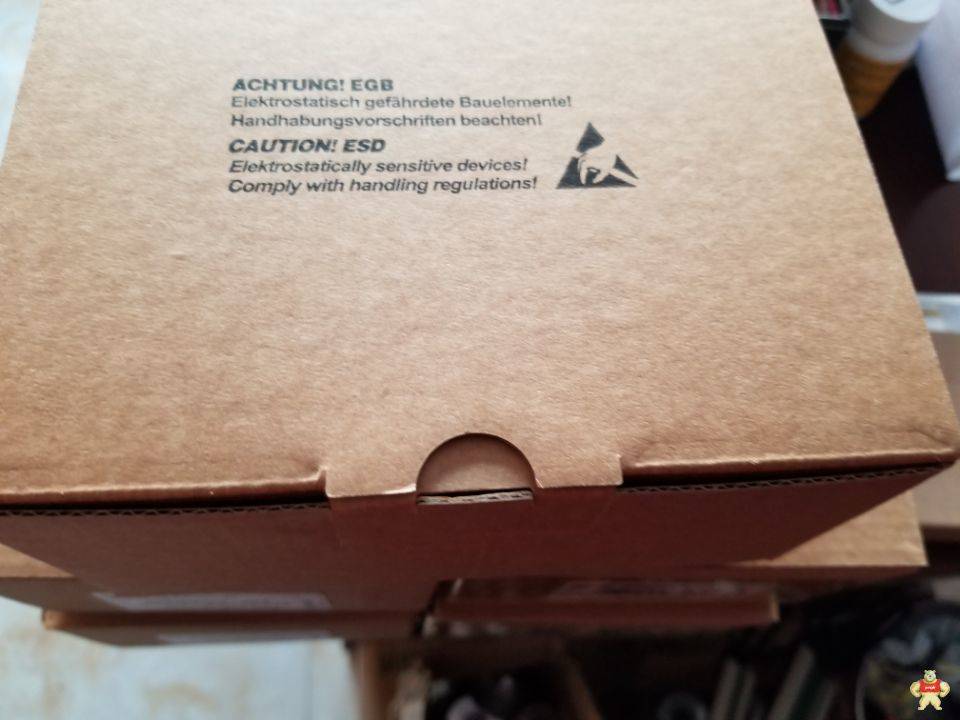 ACHTUNG! EGB
Elektrostatisch gefährdete Bauelemente!
Handhabungsvorschriften beachten!
CAUTION! ESD
Elektrostatically sensitive devices!
Comply with handling regulations!